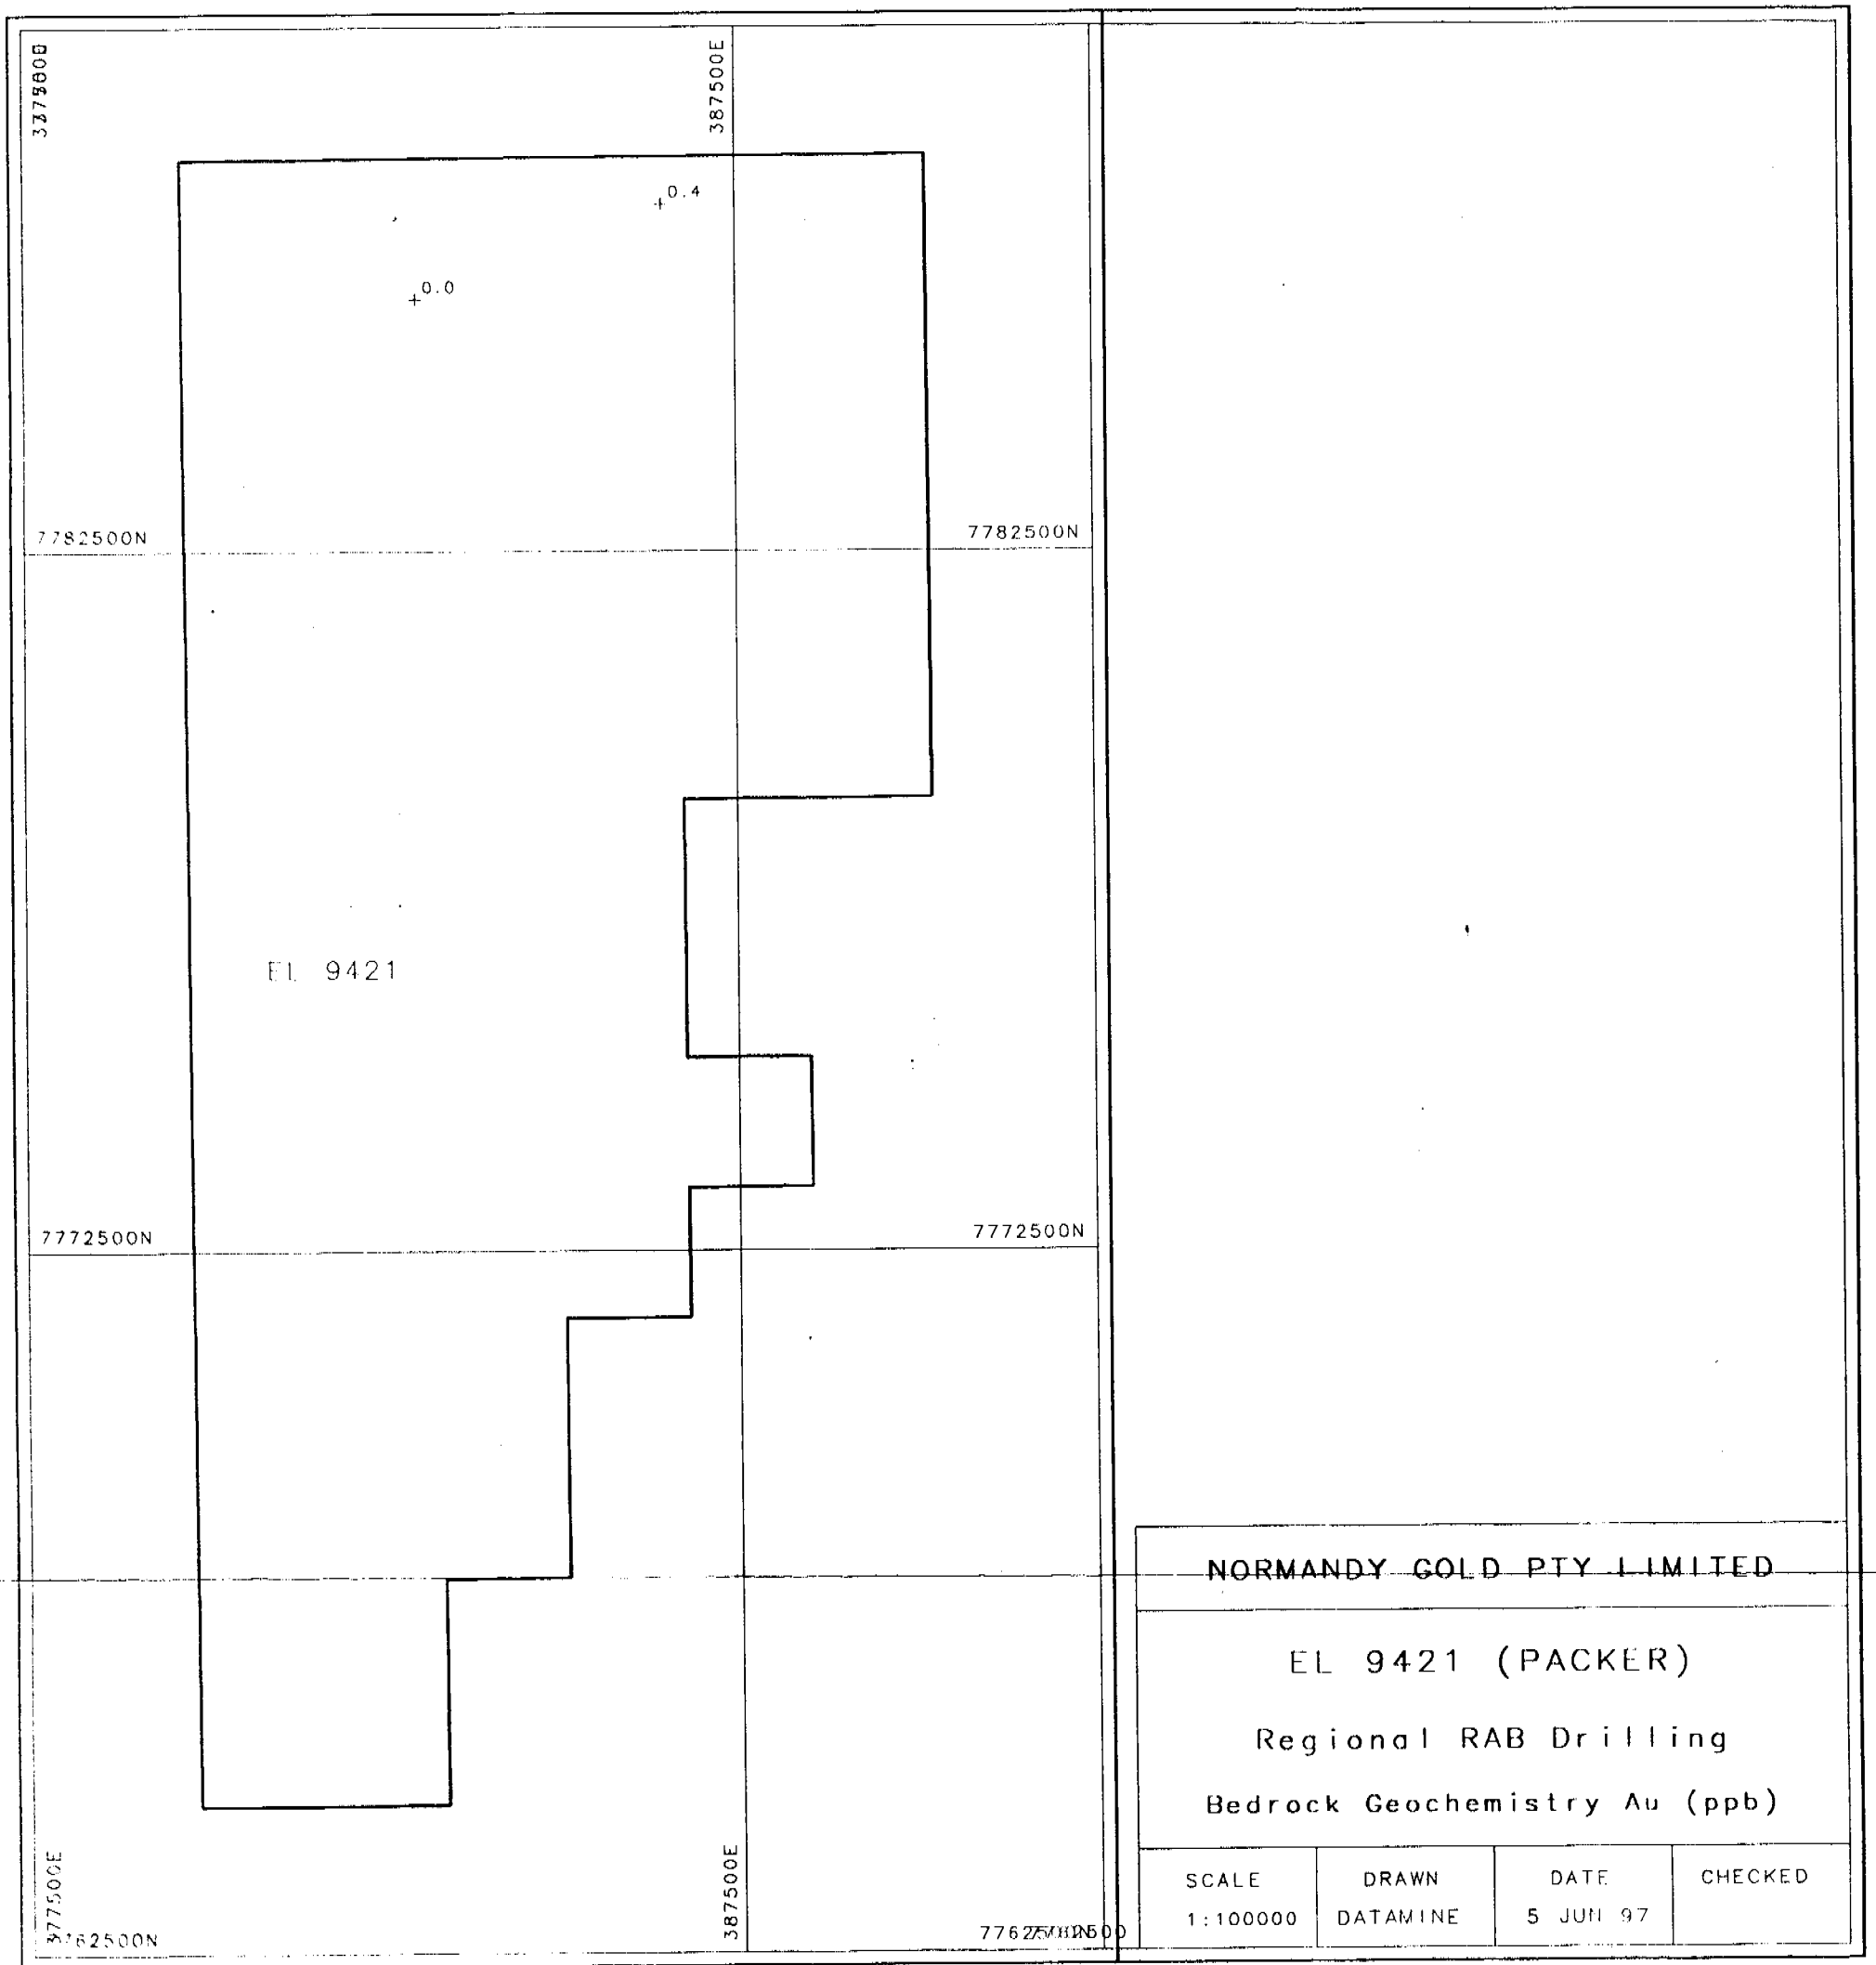 387500E
0.4
0.0
7782500N
7782500N
EL 9421
7772500N
7772500N
NORMANDY GOLD PTY LIMITED
EL 9421 (PACKER)
Regional RAB Drilling
Bedrock Geochemistry Au (ppb)
377500E
387500E
SCALE
1:100000
DRAWN
DATAMINE
DATE
5 JUN 97
CHECKED